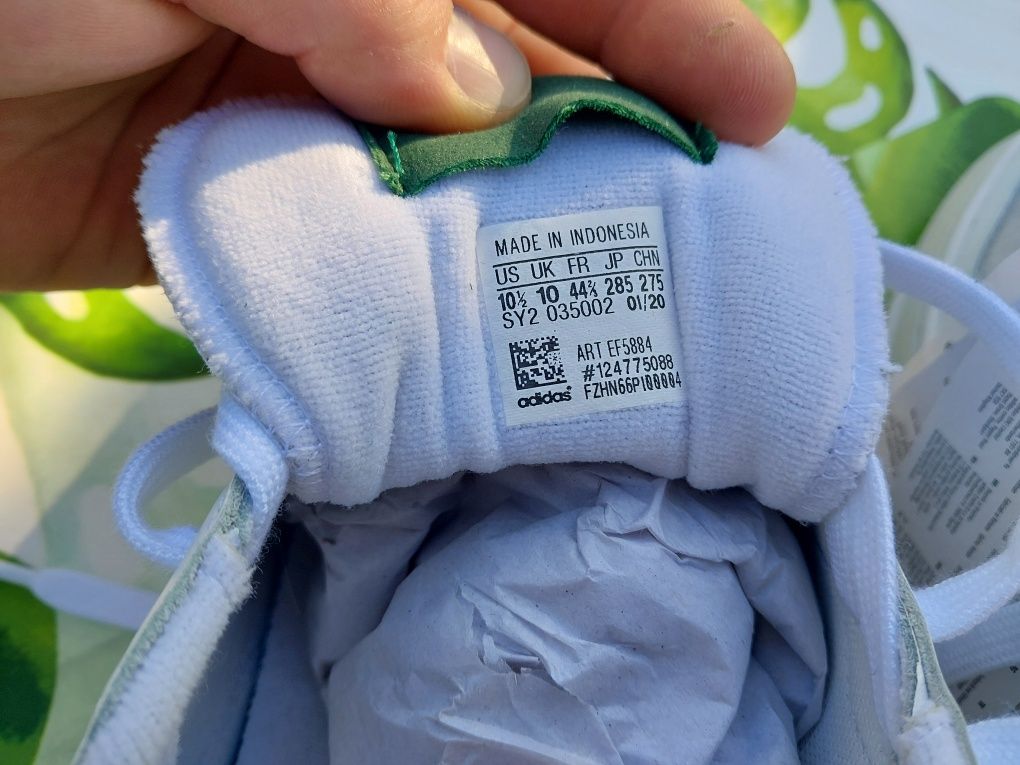 MADE IN INDONESIA
US UK FR JP CHN
10½ 10 44⅔ 285 275
SY2 035002 01/20
ART EF5884
#124775088
FZHN66P100004
adidas